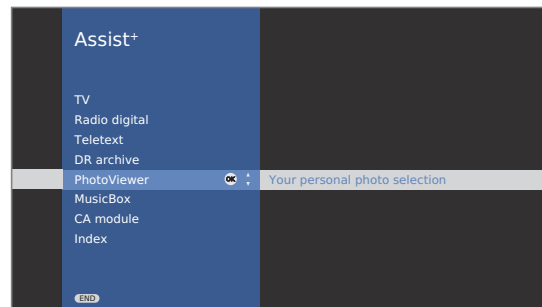 Assist+
TV
Radio digital
Teletext
DR archive
PhotoViewer OK Your personal photo selection
MusicBox
CA module
Index
END